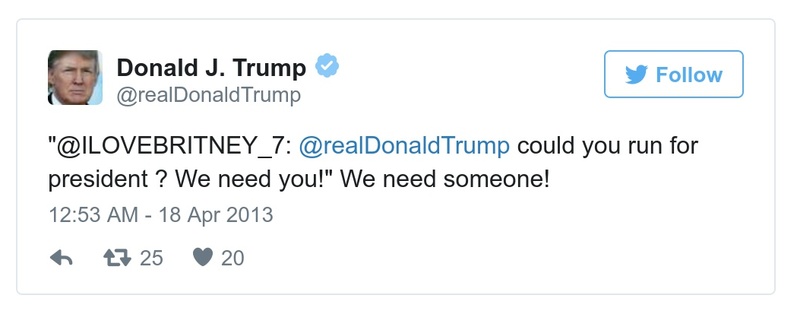 Donald J. Trump
@realDonaldTrump
Follow
"@ILOVEBRITNEY_7: @realDonaldTrump could you run for
president ? We need you!" We need someone!
12:53 AM - 18 Apr 2013
25 20